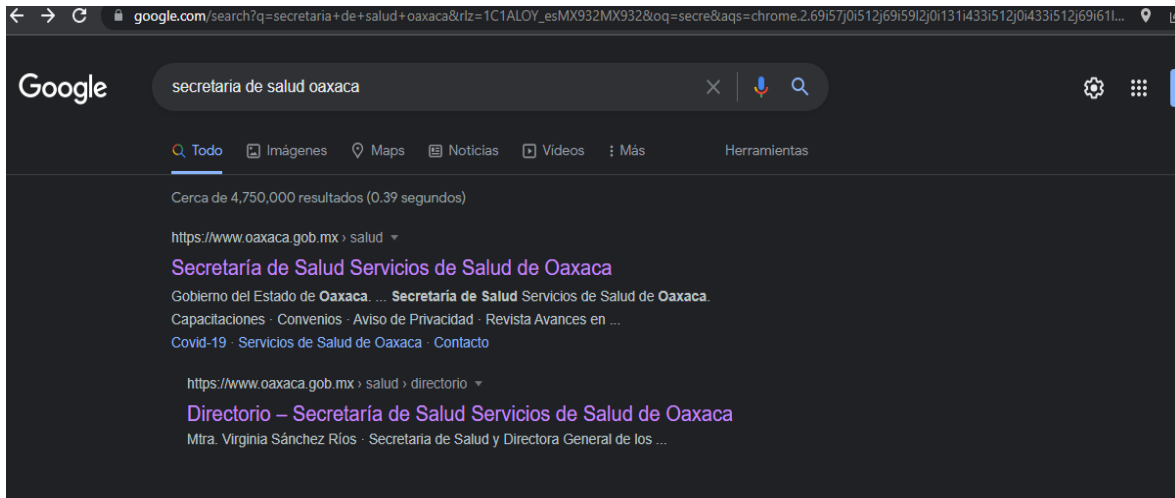 google.com/search?q=secretaria+de+salud+oaxaca&rlz=1C1ALOY_esMX932MX932&oq=secre&aqs=chrome.2.69i57j0i512j69i59l2j0i131i433i512j0i433i512j69i61l...
Google
secretaria de salud oaxaca
Todo Imágenes Maps Noticias Vídeos Más Herramientas
Cerca de 4,750,000 resultados (0.39 segundos)
https://www.oaxaca.gob.mx › salud
Secretaría de Salud Servicios de Salud de Oaxaca
Gobierno del Estado de Oaxaca. ... Secretaría de Salud Servicios de Salud de Oaxaca.
Capacitaciones · Convenios · Aviso de Privacidad · Revista Avances en ...
Covid-19 · Servicios de Salud de Oaxaca · Contacto
https://www.oaxaca.gob.mx › salud › directorio
Directorio – Secretaría de Salud Servicios de Salud de Oaxaca
Mtra. Virginia Sánchez Ríos · Secretaria de Salud y Directora General de los ...